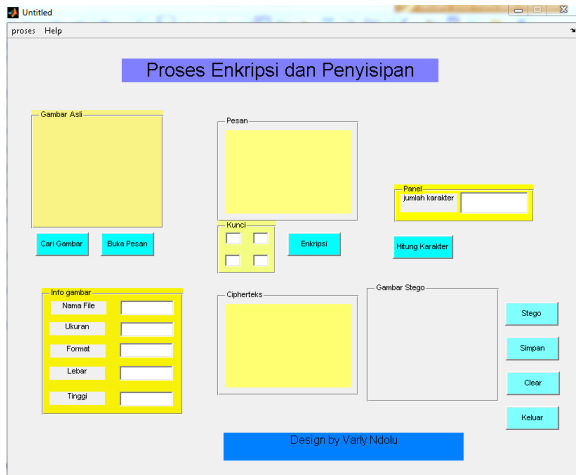 Untitled
proses Help
Proses Enkripsi dan Penyisipan
Gambar Asli
Pesan
Panel
jumlah karakter
Kunci
Cari Gambar
Buka Pesan
Enkripsi
Hitung Karakter
Info gambar
Nama File
Ukuran
Format
Lebar
Tinggi
Cipherteks
Gambar Stego
Stego
Simpan
Clear
Keluar
Design by Varly Ndolu